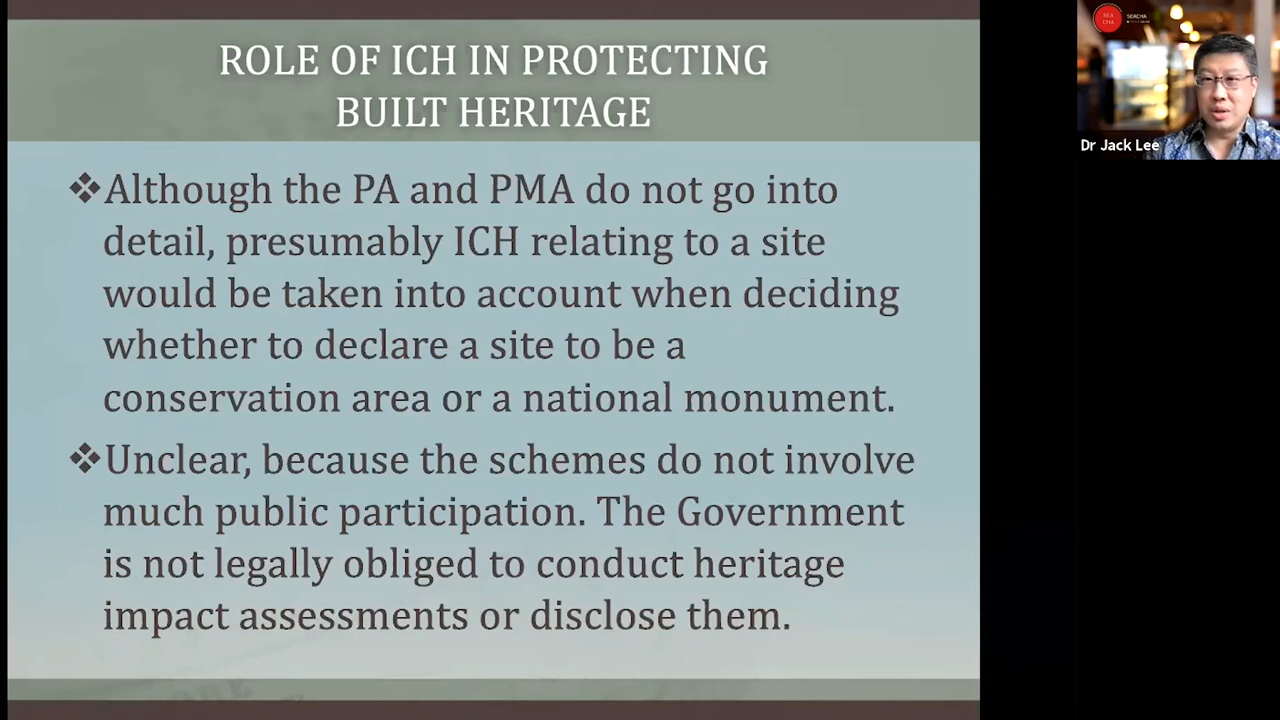 ROLE OF ICH IN PROTECTING
BUILT HERITAGE
❖Although the PA and PMA do not go into
detail, presumably ICH relating to a site
would be taken into account when deciding
whether to declare a site to be a
conservation area or a national monument.
❖Unclear, because the schemes do not involve
much public participation. The Government
is not legally obliged to conduct heritage
impact assessments or disclose them.
SEA
CHA
SEACHA
Dr Jack Lee